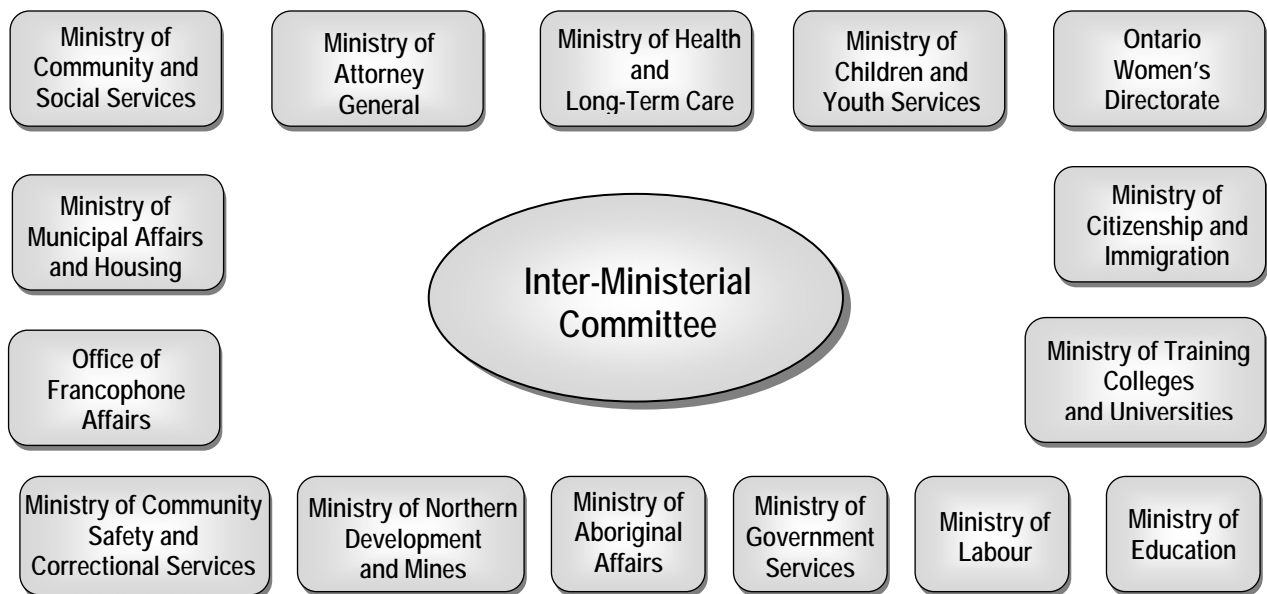 Ministry of
Community and
Social Services
Ministry of
Attorney
General
Ministry of Health
and
Long-Term Care
Ministry of
Children and
Youth Services
Ontario
Women's
Directorate
Ministry of
Municipal Affairs
and Housing
Inter-Ministerial
Committee
Ministry of
Citizenship and
Immigration
Office of
Francophone
Affairs
Ministry of Training
Colleges
and Universities
Ministry of Community
Safety and
Correctional Services
Ministry of Northern
Development
and Mines
Ministry of
Aboriginal
Affairs
Ministry of
Government
Services
Ministry of
Labour
Ministry of
Education